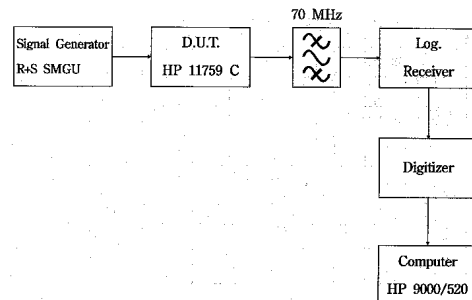 70 MHz
Signal Generator
R+S SMGU
D.U.T.
HP 11759 C
Log.
Receiver
Digitizer
Computer
HP 9000/520